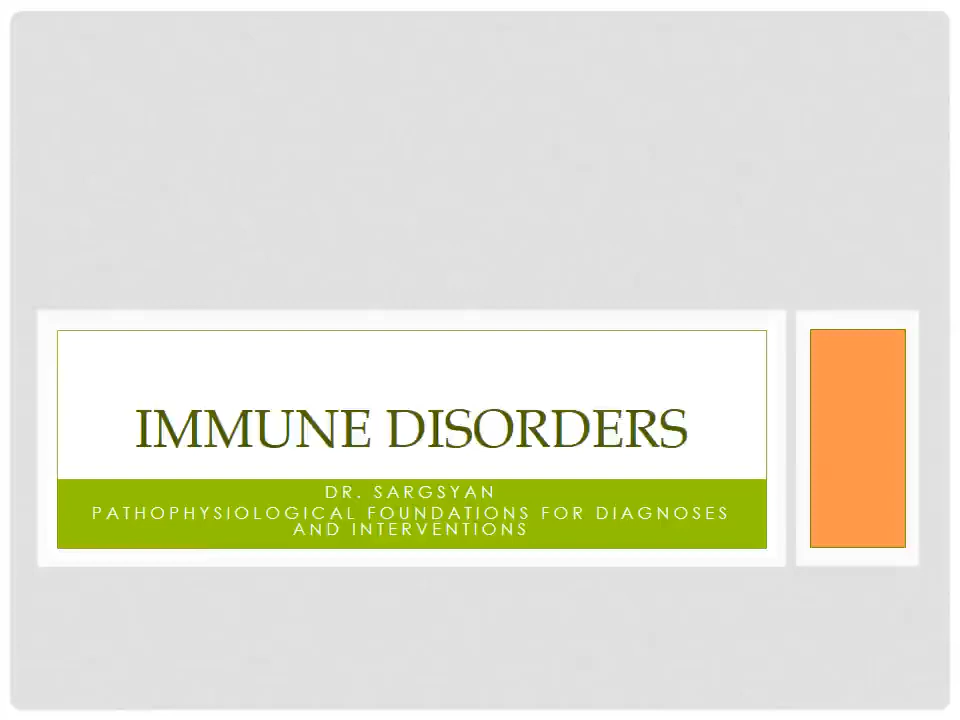 IMMUNE DISORDERS
DR. SARGSYAN
PATHOPHYSIOLOGICAL FOUNDATIONS FOR DIAGNOSES
AND INTERVENTIONS